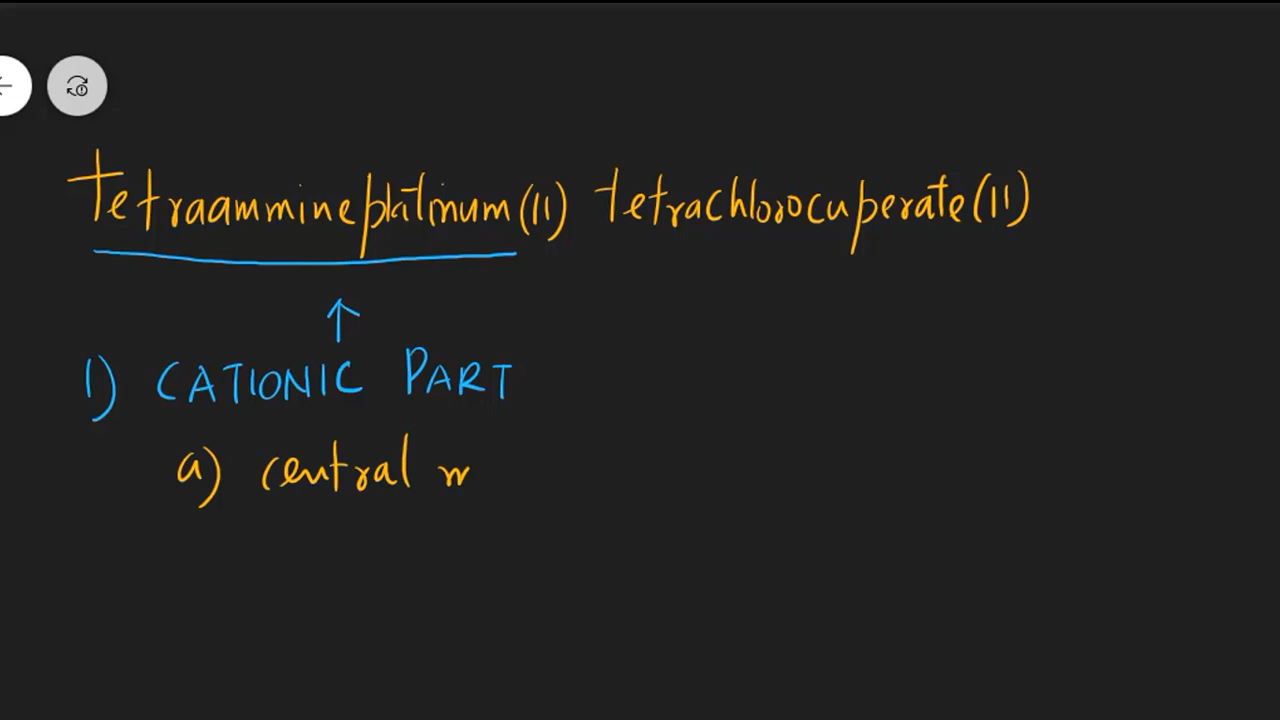 Tetraammineplatinum(II) tetrachlorocuperate(II)
↑
1) CATIONIC PART
a) central m